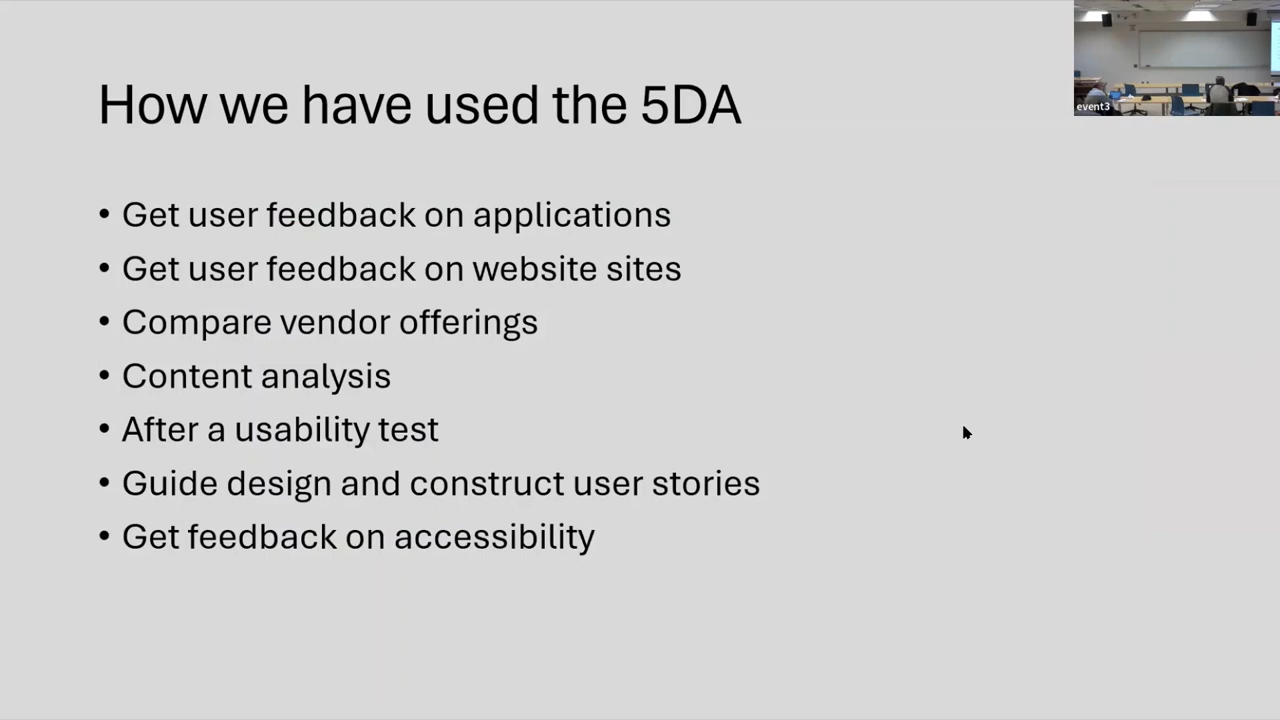 How we have used the 5DA
• Get user feedback on applications
• Get user feedback on website sites
• Compare vendor offerings
• Content analysis
• After a usability test
• Guide design and construct user stories
• Get feedback on accessibility
event3